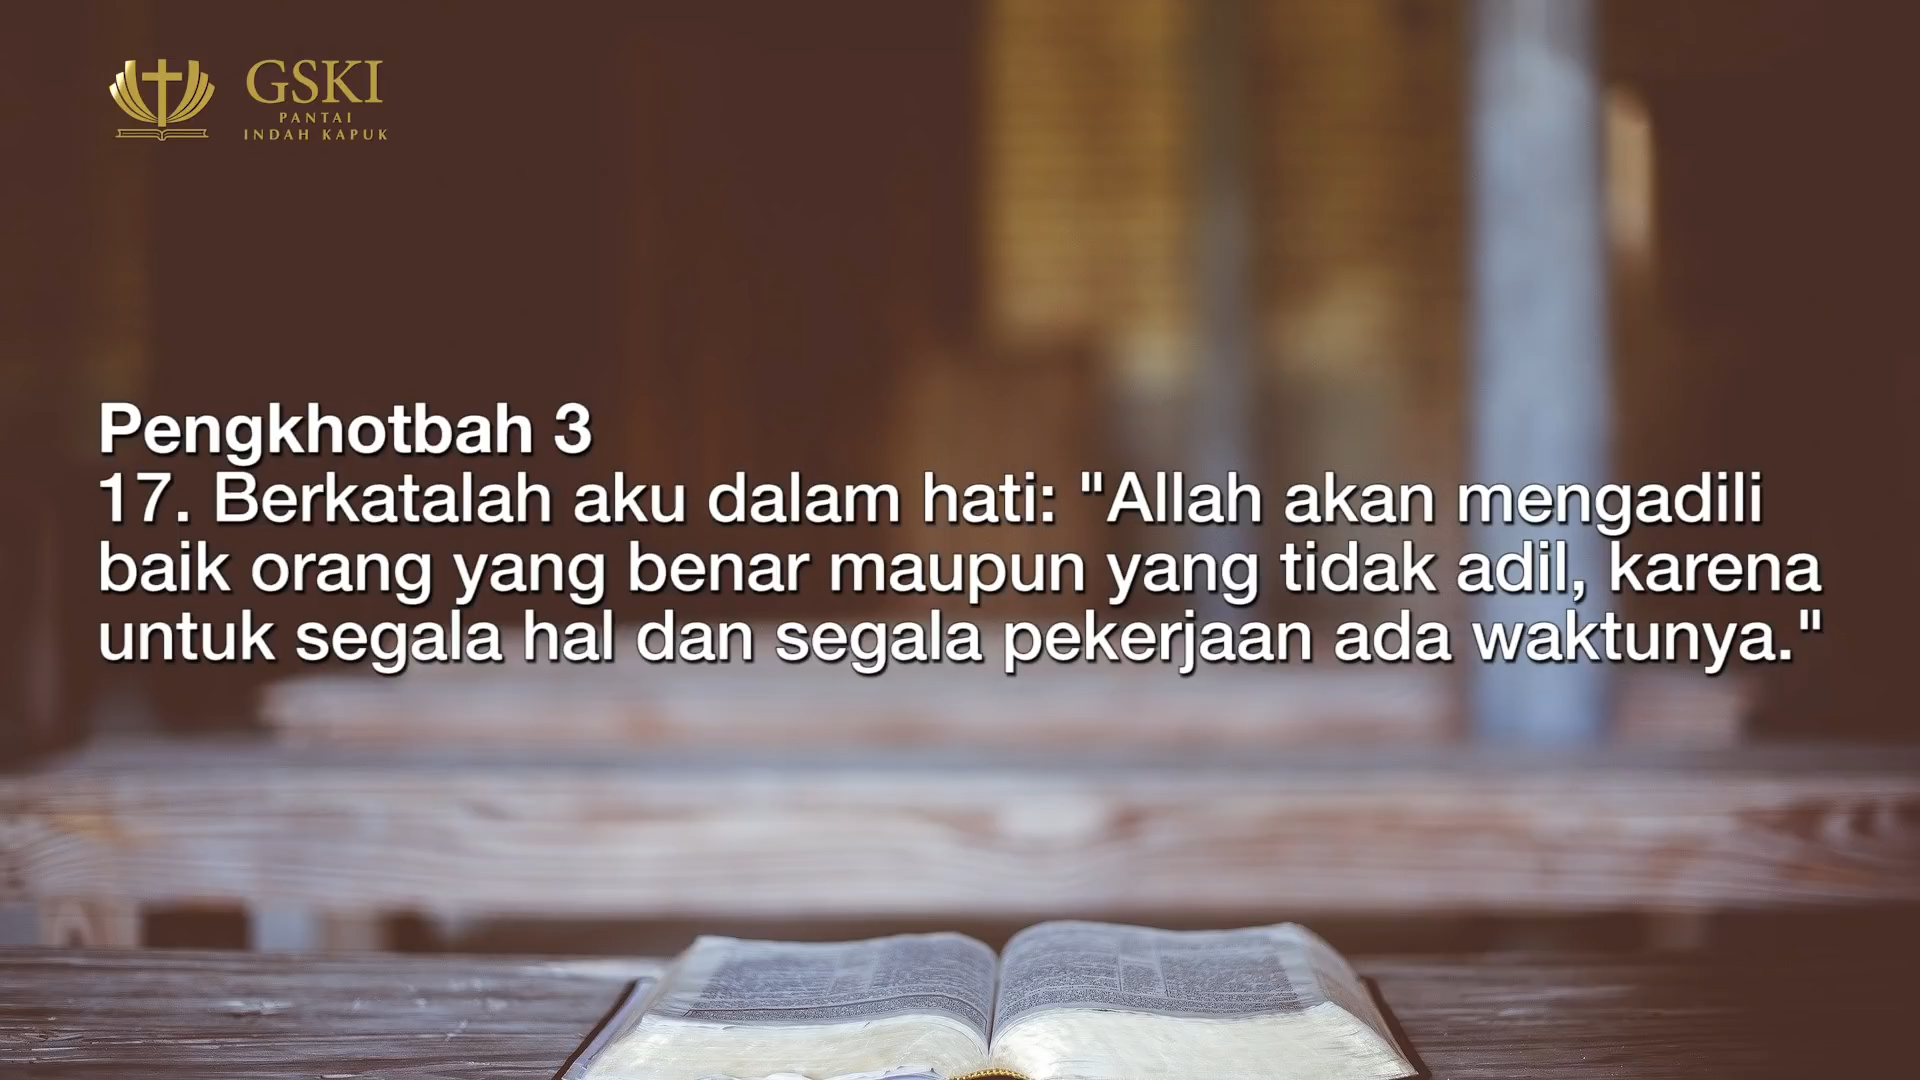 GSKI
PANTAI
INDAH KAPUK
Pengkhotbah 3
17. Berkatalah aku dalam hati: "Allah akan mengadili
baik orang yang benar maupun yang tidak adil, karena
untuk segala hal dan segala pekerjaan ada waktunya."